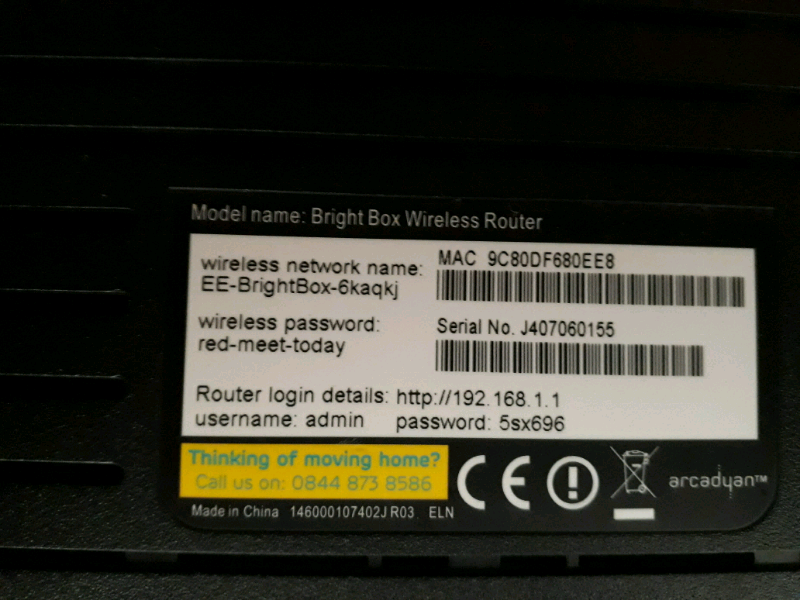 Model name: Bright Box Wireless Router
wireless network name:
EE-BrightBox-6kaqkj
MAC 9C80DF680EE8
wireless password:
red-meet-today
Serial No. J407060155
Router login details: http://192.168.1.1
username: admin password: 5sx696
Thinking of moving home?
Call us on: 0844 873 8586
CE
arcadyan™
Made in China 146000107402J R03 ELN